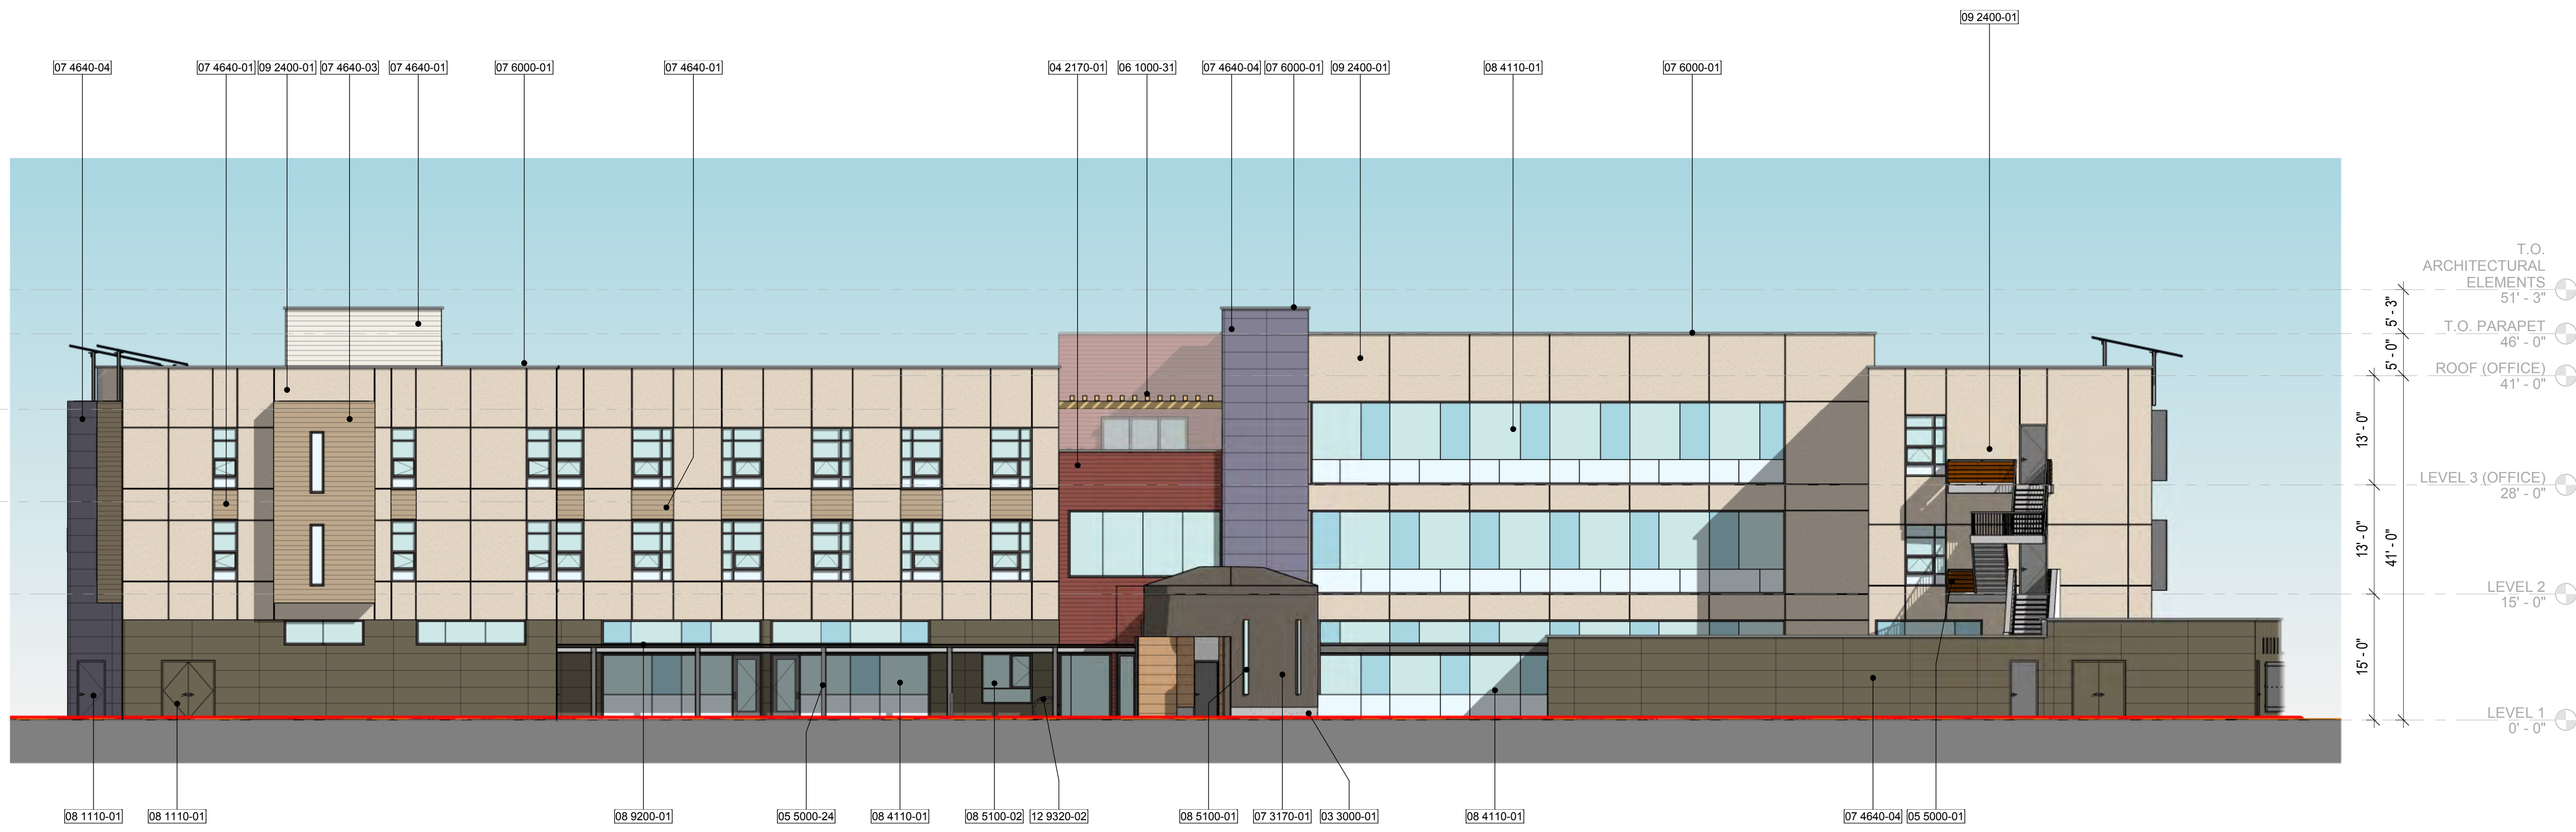 09 2400-01
07 4640-04
07 4640-01
09 2400-01
07 4640-03
07 4640-01
07 6000-01
07 4640-01
04 2170-01
06 1000-31
07 4640-04
07 6000-01
09 2400-01
08 4110-01
07 6000-01
T.O.
ARCHITECTURAL
ELEMENTS
51' - 3"
5' - 3"
T.O. PARAPET
46' - 0"
5' - 0"
ROOF (OFFICE)
41' - 0"
13' - 0"
LEVEL 3 (OFFICE)
28' - 0"
13' - 0"
41' - 0"
LEVEL 2
15' - 0"
15' - 0"
LEVEL 1
0' - 0"
08 1110-01
08 1110-01
08 9200-01
05 5000-24
08 4110-01
08 5100-02
12 9320-02
08 5100-01
07 3170-01
03 3000-01
08 4110-01
07 4640-04
05 5000-01